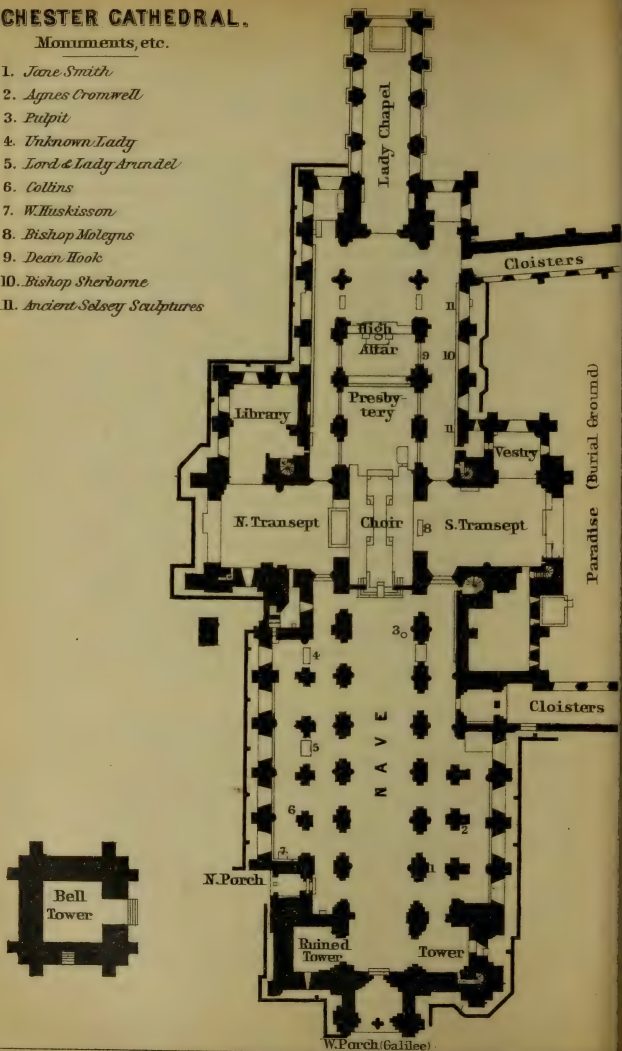 CHESTER CATHEDRAL.
Monuments, etc.
1. Jane Smith
2. Agnes Cromwell
3. Pulpit
4. Unknown Lady
5. Lord & Lady Arundel
6. Collins
7. W. Huskisson
8. Bishop Molegns
9. Dean Hook
10. Bishop Sherborne
11. Ancient Selsey Sculptures
Lady Chapel
Cloisters
11
High
Altar
9
10
Presby-
tery
Library
11
Vestry
Paradise (Burial Ground)
N. Transept
Choir
8
S. Transept
3
4
Cloisters
NAVE
5
6
2
7
1
N. Porch
Bell
Tower
Ruined
Tower
Tower
W. Porch (Galilee)